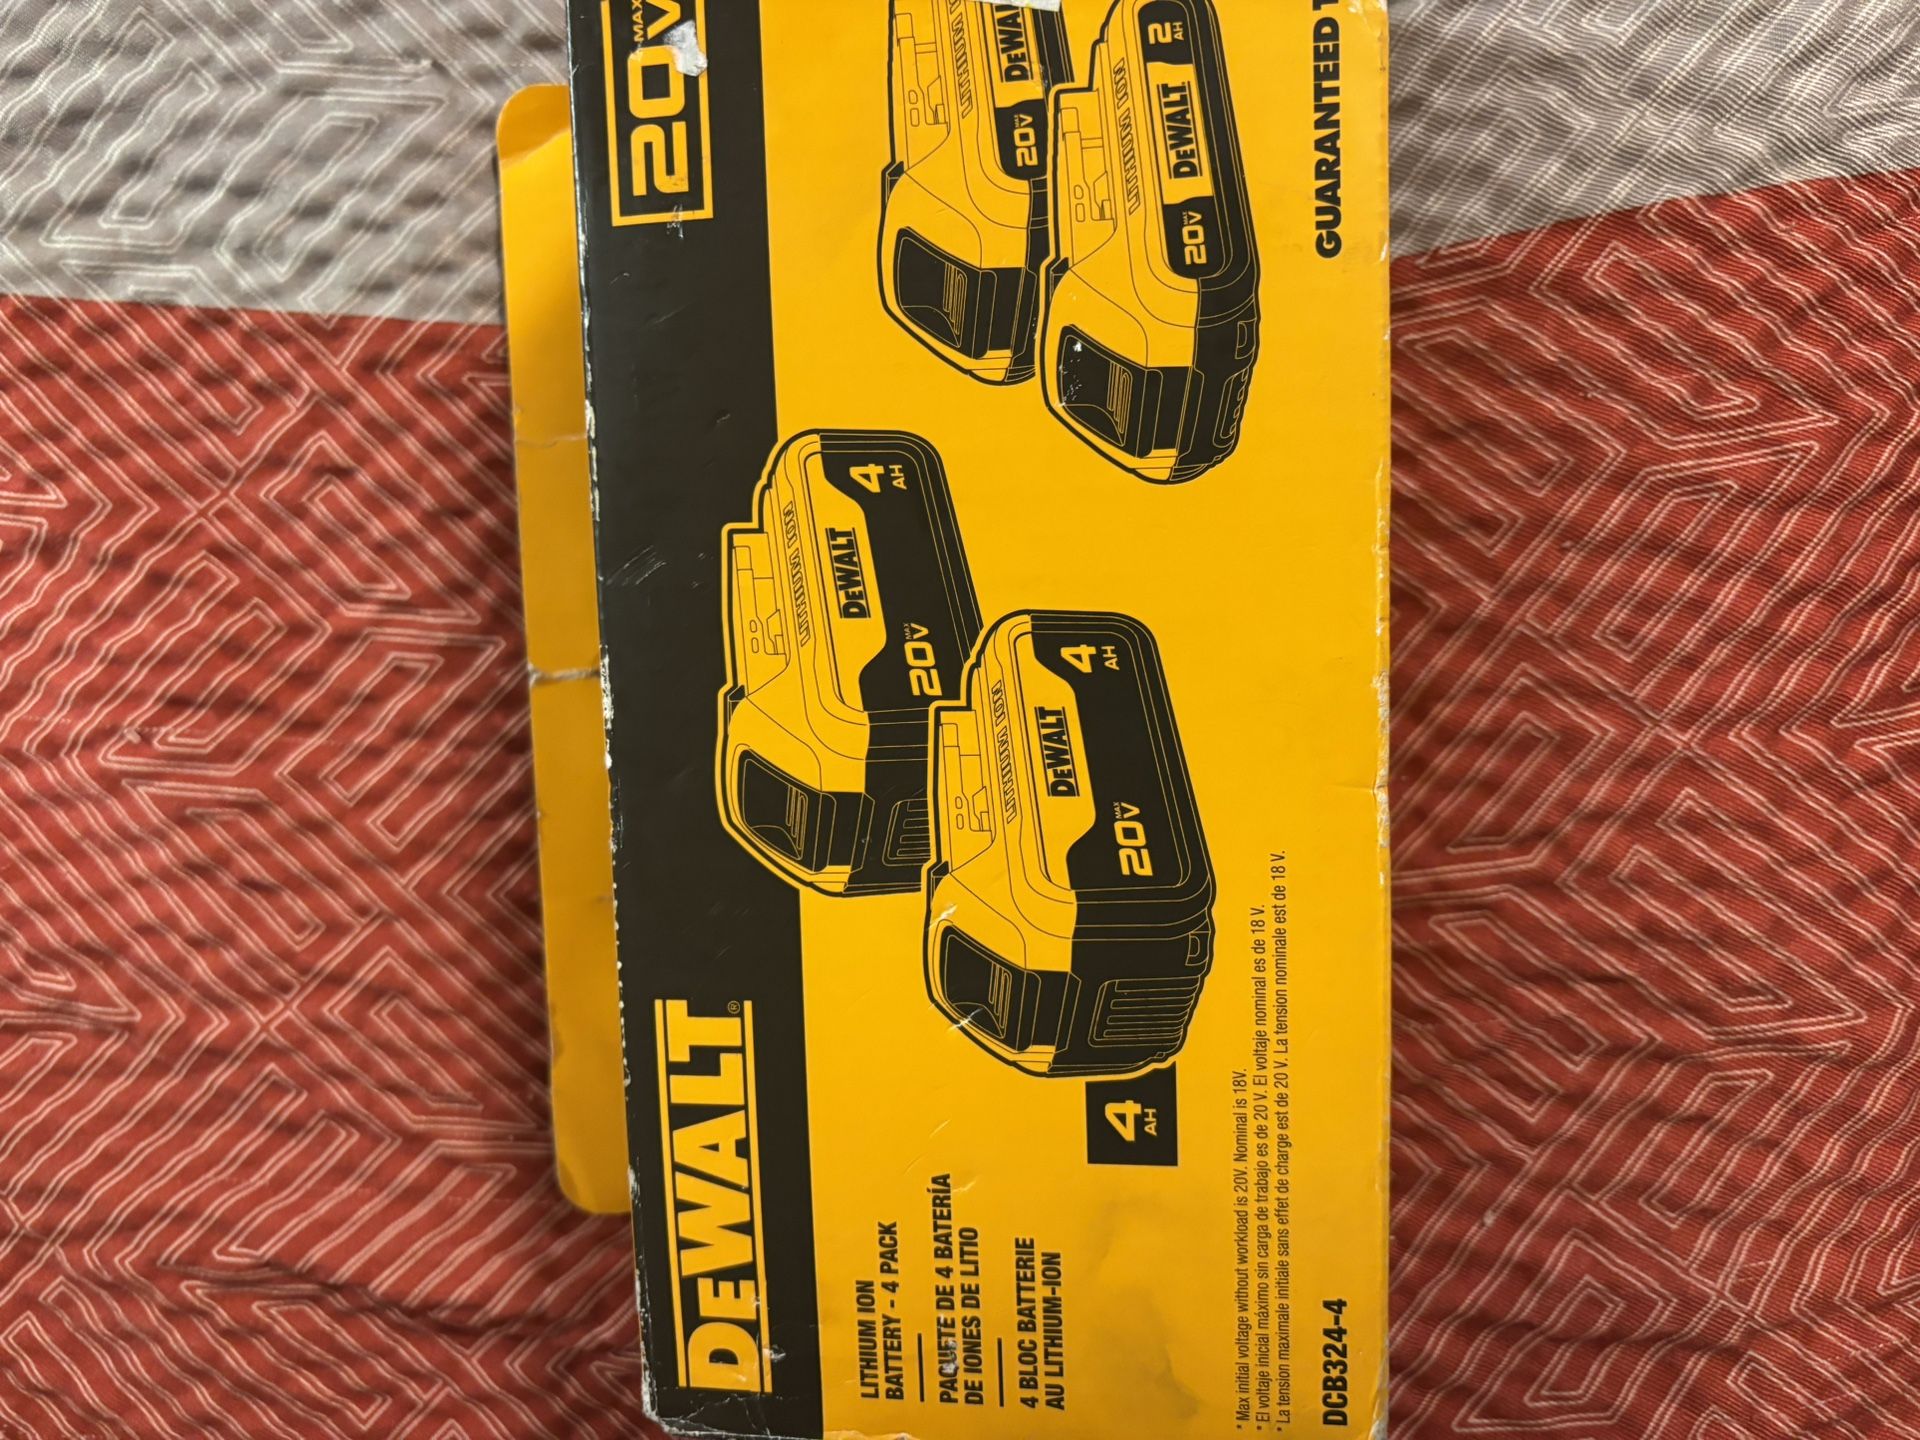 DEWALT®
20V MAX
LITHIUM ION
BATTERY - 4 PACK
PAQUETE DE 4 BATERÍA
DE IONES DE LITIO
4 BLOC BATTERIE
AU LITHIUM-ION
LITHIUM ION
DEWALT
20V MAX
4 AH
LITHIUM ION
DEWALT
20V MAX
4 AH
LITHIUM
20V MAX
LITHIUM ION
DEWALT
20V MAX
2 AH
4
AH
* Max initial voltage without workload is 20V. Nominal is 18V.
* El voltaje inicial máximo sin carga de trabajo es de 20 V. El voltaje nominal es de 18 V.
* La tension maximale initiale sans effet de charge est de 20 V. La tension nominale est de 18 V.
DCB324-4
GUARANTEED